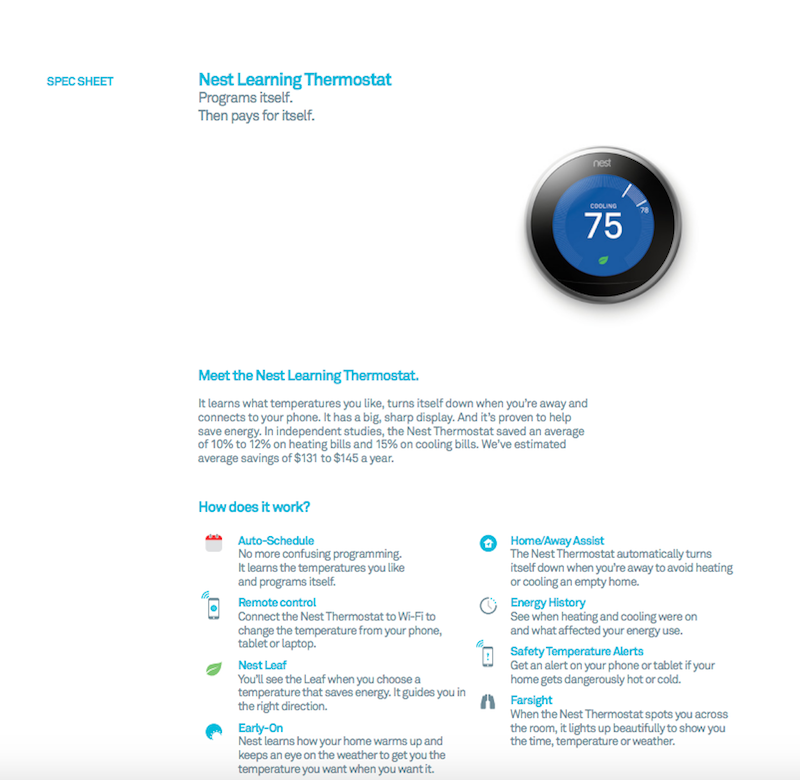 SPEC SHEET
Nest Learning Thermostat
Programs itself.
Then pays for itself.
nest
COOLING
75
78
Meet the Nest Learning Thermostat.
It learns what temperatures you like, turns itself down when you're away and
connects to your phone. It has a big, sharp display. And it's proven to help
save energy. In independent studies, the Nest Thermostat saved an average
of 10% to 12% on heating bills and 15% on cooling bills. We've estimated
average savings of $131 to $145 a year.
How does it work?
Auto-Schedule
No more confusing programming.
It learns the temperatures you like
and programs itself.
Remote control
Connect the Nest Thermostat to Wi-Fi to
change the temperature from your phone,
tablet or laptop.
Nest Leaf
You'll see the Leaf when you choose a
temperature that saves energy. It guides you in
the right direction.
Early-On
Nest learns how your home warms up and
keeps an eye on the weather to get you the
temperature you want when you want it.
Home/Away Assist
The Nest Thermostat automatically turns
itself down when you're away to avoid heating
or cooling an empty home.
Energy History
See when heating and cooling were on
and what affected your energy use.
Safety Temperature Alerts
Get an alert on your phone or tablet if your
home gets dangerously hot or cold.
Farsight
When the Nest Thermostat spots you across
the room, it lights up beautifully to show you
the time, temperature or weather.